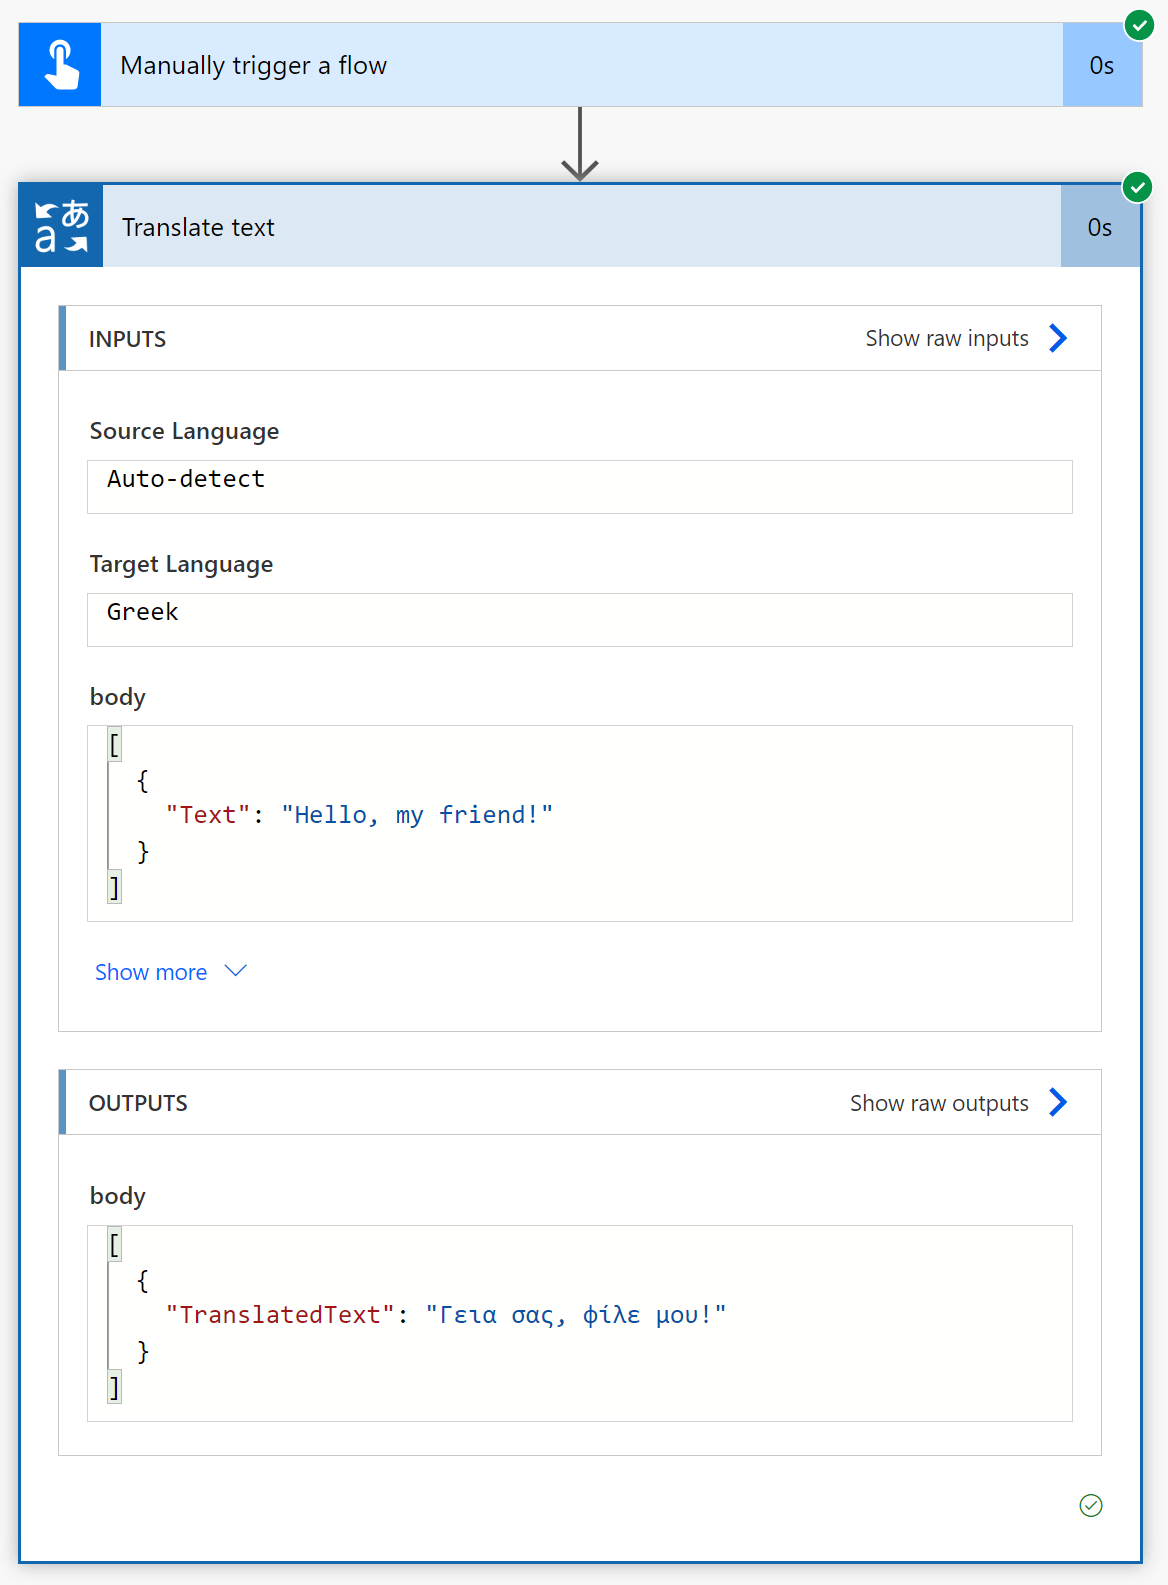 Manually trigger a flow
0s
Translate text
0s
INPUTS
Show raw inputs
Source Language
Auto-detect
Target Language
Greek
body
[
{
"Text": "Hello, my friend!"
}
]
Show more
OUTPUTS
Show raw outputs
body
[
{
"TranslatedText": "Γεια σας, φίλε μου!"
}
]